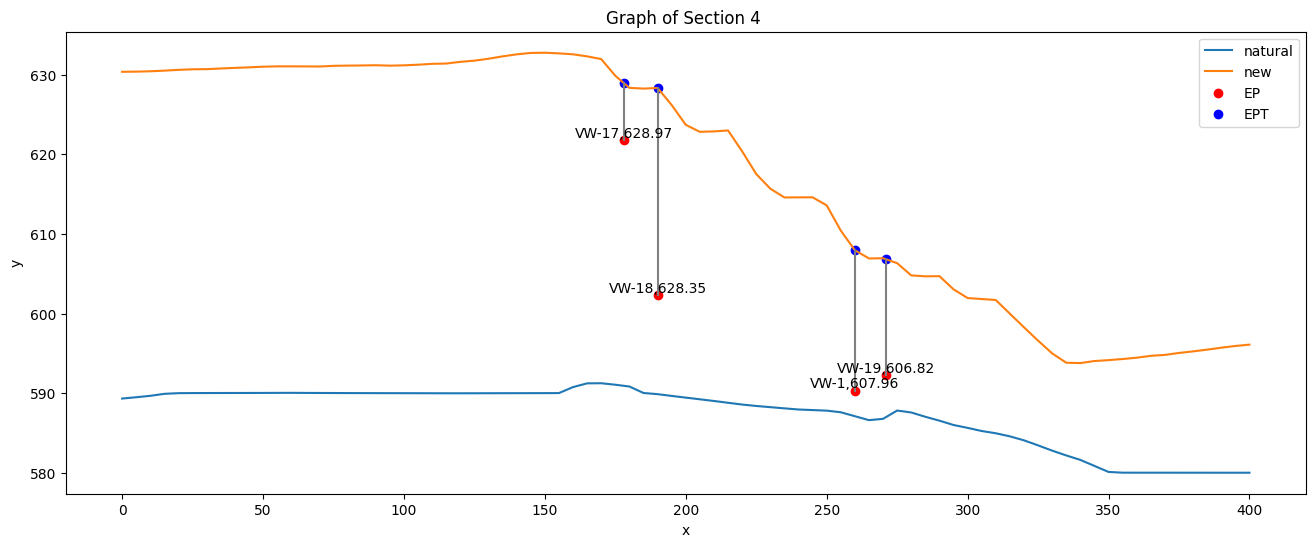 Graph of Section 4
natural
new
EP
EPT
630
620
610
600
590
580
y
VW-17,628.97
VW-18,628.35
VW-19,606.82
VW-1,607.96
0 50 100 150 200 250 300 350 400
x